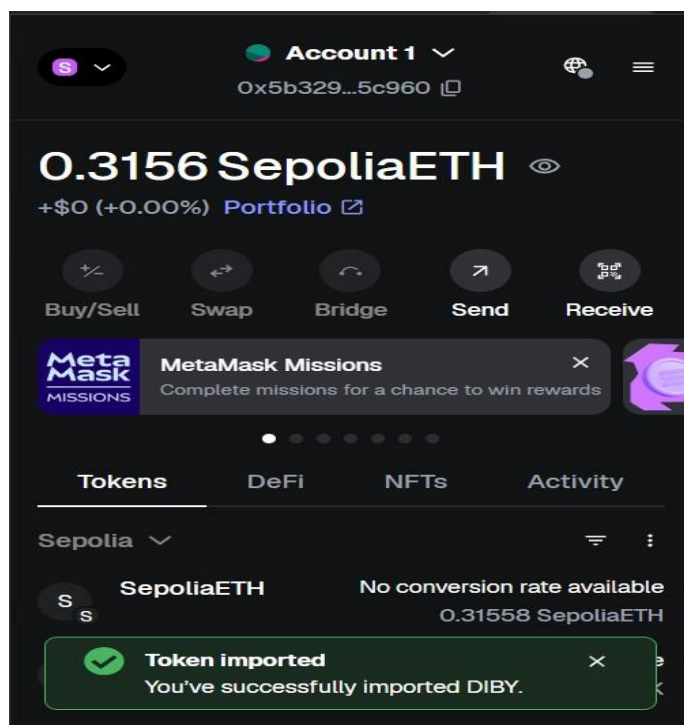 S
Account 1
0x5b329...5c960
0.3156 SepoliaETH
+$0 (+0.00%) Portfolio
Buy/Sell Swap Bridge Send Receive
Meta
Mask
MISSIONS
MetaMask Missions
Complete missions for a chance to win rewards
Tokens DeFi NFTs Activity
Sepolia
S S SepoliaETH No conversion rate available
0.31558 SepoliaETH
Token imported
You've successfully imported DIBY.